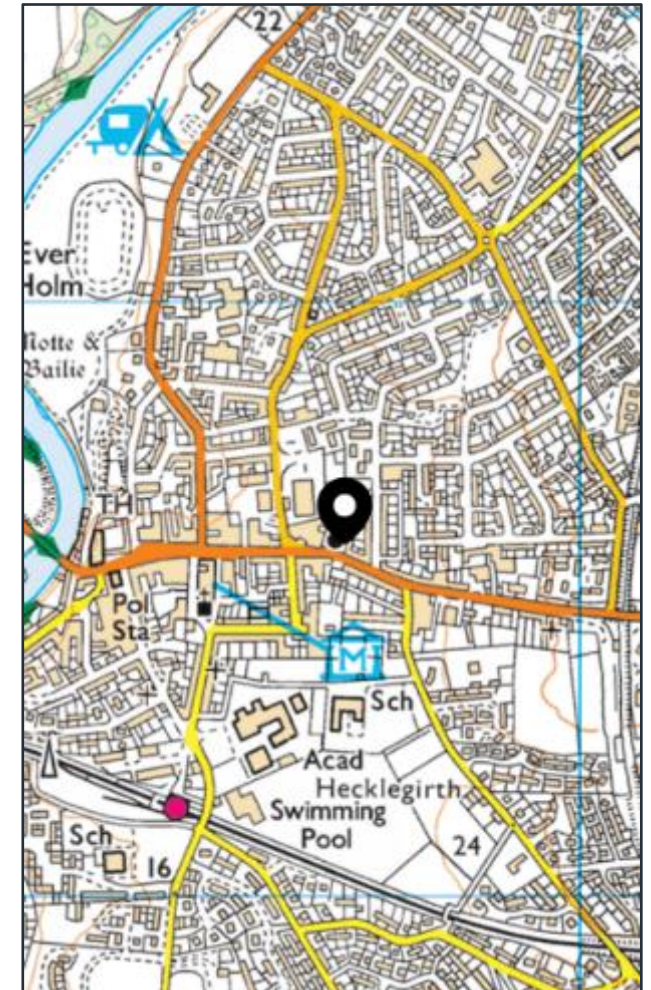 22
Ever
Holm
Motte &
Bailie
TH
Pol
Sta
M
Sch
Acad
Hecklegirth
Swimming
Pool
Sch
16
24